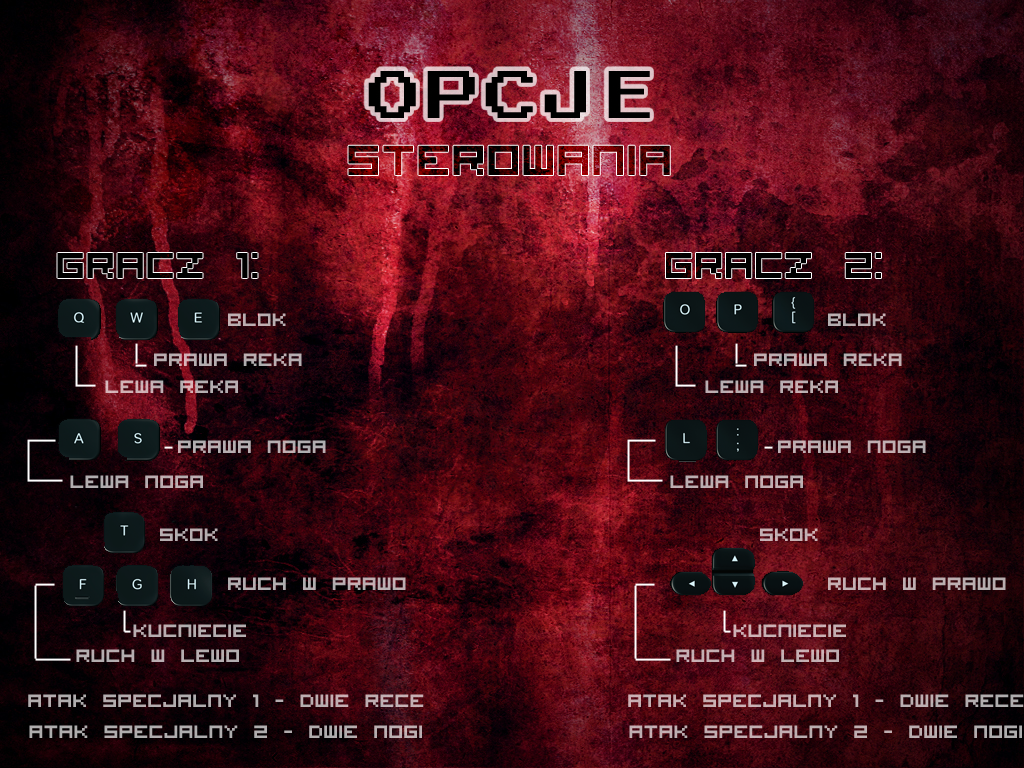 OPCJE
STEROWANIA
GRACZ 1:
Q W E BLOK
PRAWA REKA
LEWA REKA
A S - PRAWA NOGA
LEWA NOGA
T SKOK
F G H RUCH W PRAWO
KUCNIECIE
RUCH W LEWO
ATAK SPECJALNY 1 - DWIE RECE
ATAK SPECJALNY 2 - DWIE NOGI
GRACZ 2:
O P { [ BLOK
PRAWA REKA
LEWA REKA
L : ; - PRAWA NOGA
LEWA NOGA
SKOK
▲
◄ ▼ ► RUCH W PRAWO
KUCNIECIE
RUCH W LEWO
ATAK SPECJALNY 1 - DWIE RECE
ATAK SPECJALNY 2 - DWIE NOGI